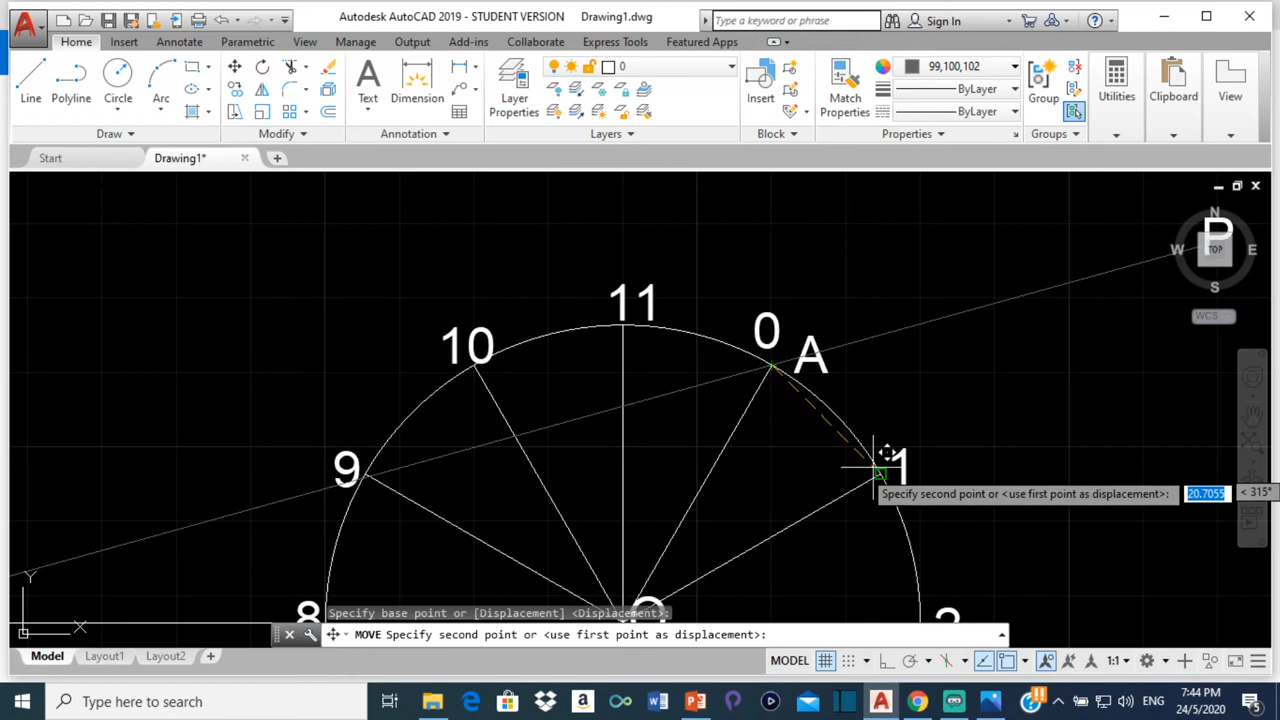 Autodesk AutoCAD 2019 - STUDENT VERSION Drawing1.dwg Type a keyword or phrase Sign In
Home Insert Annotate Parametric View Manage Output Add-ins Collaborate Express Tools Featured Apps
Line Polyline Circle Arc Text Dimension Layer Properties 0 Insert Match Properties 99,100,102 ByLayer ByLayer Group Utilities Clipboard View
Draw Modify Annotation Layers Block Properties Groups
Start Drawing1*
N
W TOP E
S
WCS
P
11
0
10
A
9
1
Specify second point or <use first point as displacement>: 20.7055 < 315°
8
O
Y
X
Specify base point or [Displacement] <Displacement>:
MOVE Specify second point or <use first point as displacement>:
Model Layout1 Layout2 MODEL 1:1
Type here to search ENG 7:44 PM 24/5/2020 5